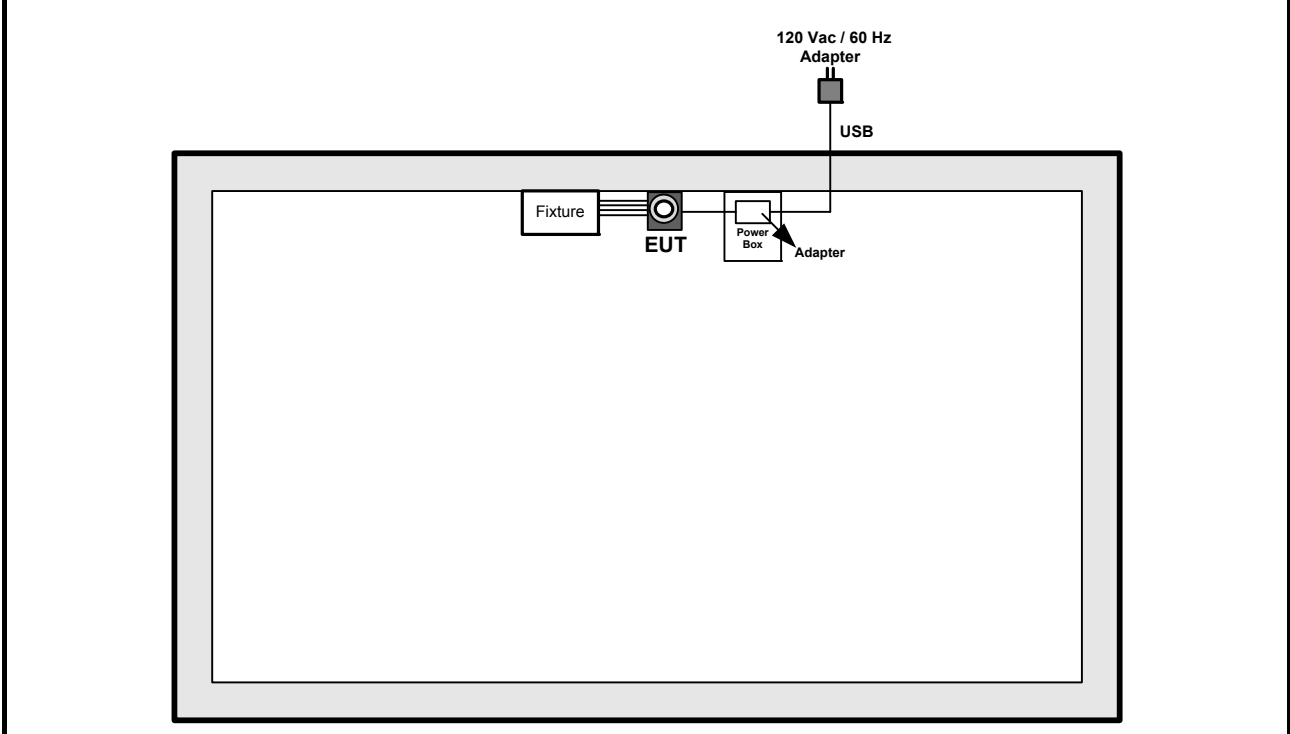 120 Vac / 60 Hz
Adapter
USB
Fixture
EUT
Power
Box
Adapter